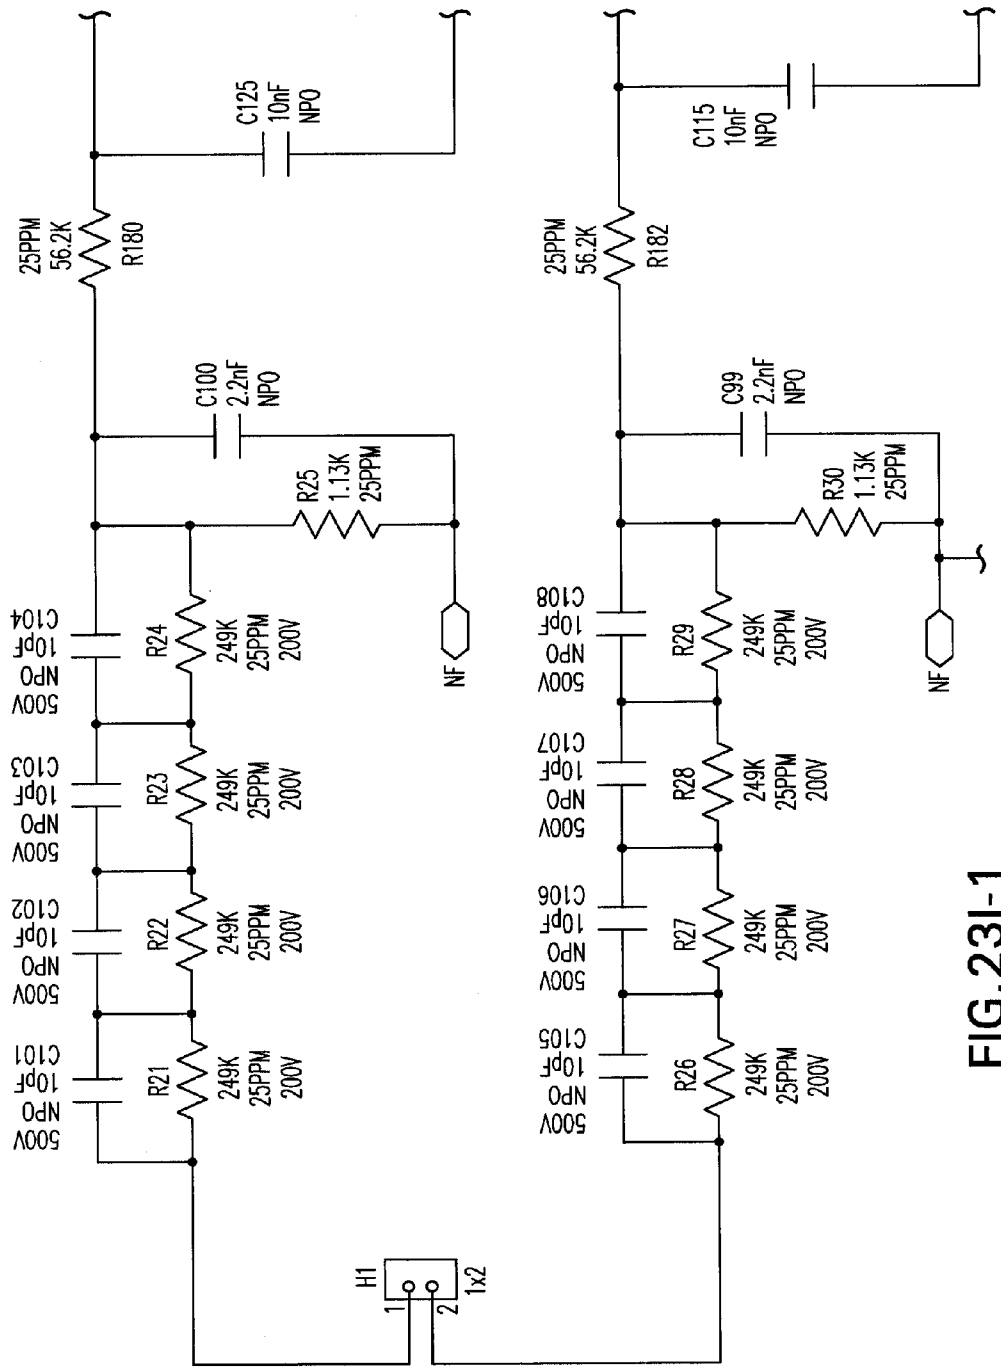 25PPM
56.2K
R180
C125
10nF
NPO
C100
2.2nF
NPO
R25
1.13K
25PPM
NF
C104
10pF
NPO
500V
R24
249K
25PPM
200V
C103
10pF
NPO
500V
R23
249K
25PPM
200V
C102
10pF
NPO
500V
R22
249K
25PPM
200V
C101
10pF
NPO
500V
R21
249K
25PPM
200V
H1
1
2
1x2
25PPM
56.2K
R182
C115
10nF
NPO
C99
2.2nF
NPO
R30
1.13K
25PPM
NF
C108
10pF
NPO
500V
R29
249K
25PPM
200V
C107
10pF
NPO
500V
R28
249K
25PPM
200V
C106
10pF
NPO
500V
R27
249K
25PPM
200V
C105
10pF
NPO
500V
R26
249K
25PPM
200V
FIG.23I-1